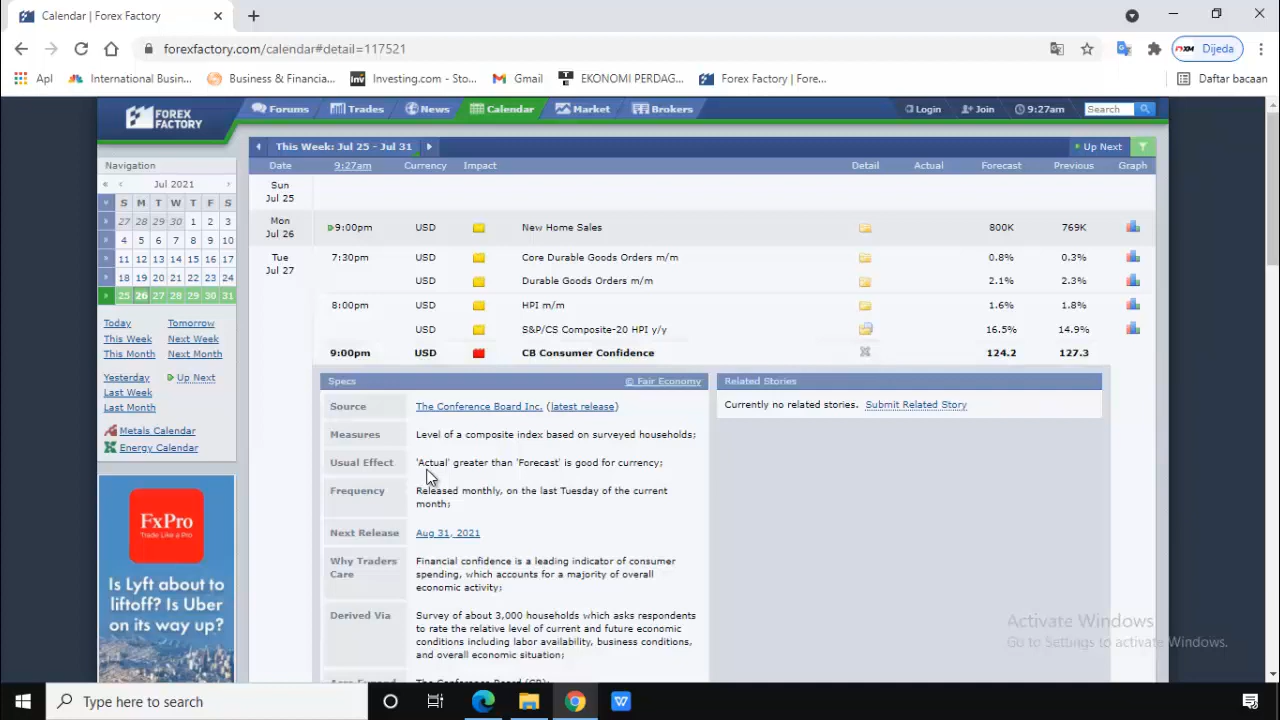 Calendar | Forex Factory
forexfactory.com/calendar#detail=117521
Dijeda
Apl
International Busin...
Business & Financia...
Inv
Investing.com - Sto...
Gmail
EKONOMI PERDAG...
Forex Factory | Fore...
Daftar bacaan
FOREX
FACTORY
Forums
Trades
News
Calendar
Market
Brokers
Login
Join
9:27am
Search
Navigation
« ‹ Jul 2021 ›
S M T W T F S
27 28 29 30 1 2 3
4 5 6 7 8 9 10
11 12 13 14 15 16 17
18 19 20 21 22 23 24
25 26 27 28 29 30 31
Today Tomorrow
This Week Next Week
This Month Next Month
Yesterday Up Next
Last Week
Last Month
Metals Calendar
Energy Calendar
FxPro
Trade Like a Pro
Is Lyft about to
liftoff? Is Uber
on its way up?
This Week: Jul 25 - Jul 31
Up Next
Date 9:27am Currency Impact Detail Actual Forecast Previous Graph
Sun
Jul 25
Mon
Jul 26
9:00pm USD New Home Sales 800K 769K
Tue
Jul 27
7:30pm USD Core Durable Goods Orders m/m 0.8% 0.3%
USD Durable Goods Orders m/m 2.1% 2.3%
8:00pm USD HPI m/m 1.6% 1.8%
USD S&P/CS Composite-20 HPI y/y 16.5% 14.9%
9:00pm USD CB Consumer Confidence 124.2 127.3
Specs © Fair Economy
Source The Conference Board Inc. (latest release)
Measures Level of a composite index based on surveyed households;
Usual Effect 'Actual' greater than 'Forecast' is good for currency;
Frequency Released monthly, on the last Tuesday of the current
month;
Next Release Aug 31, 2021
Why Traders
Care
Financial confidence is a leading indicator of consumer
spending, which accounts for a majority of overall
economic activity;
Derived Via Survey of about 3,000 households which asks respondents
to rate the relative level of current and future economic
conditions including labor availability, business conditions,
and overall economic situation;
Related Stories
Currently no related stories. Submit Related Story
Activate Windows
Go to Settings to activate Windows.
Type here to search